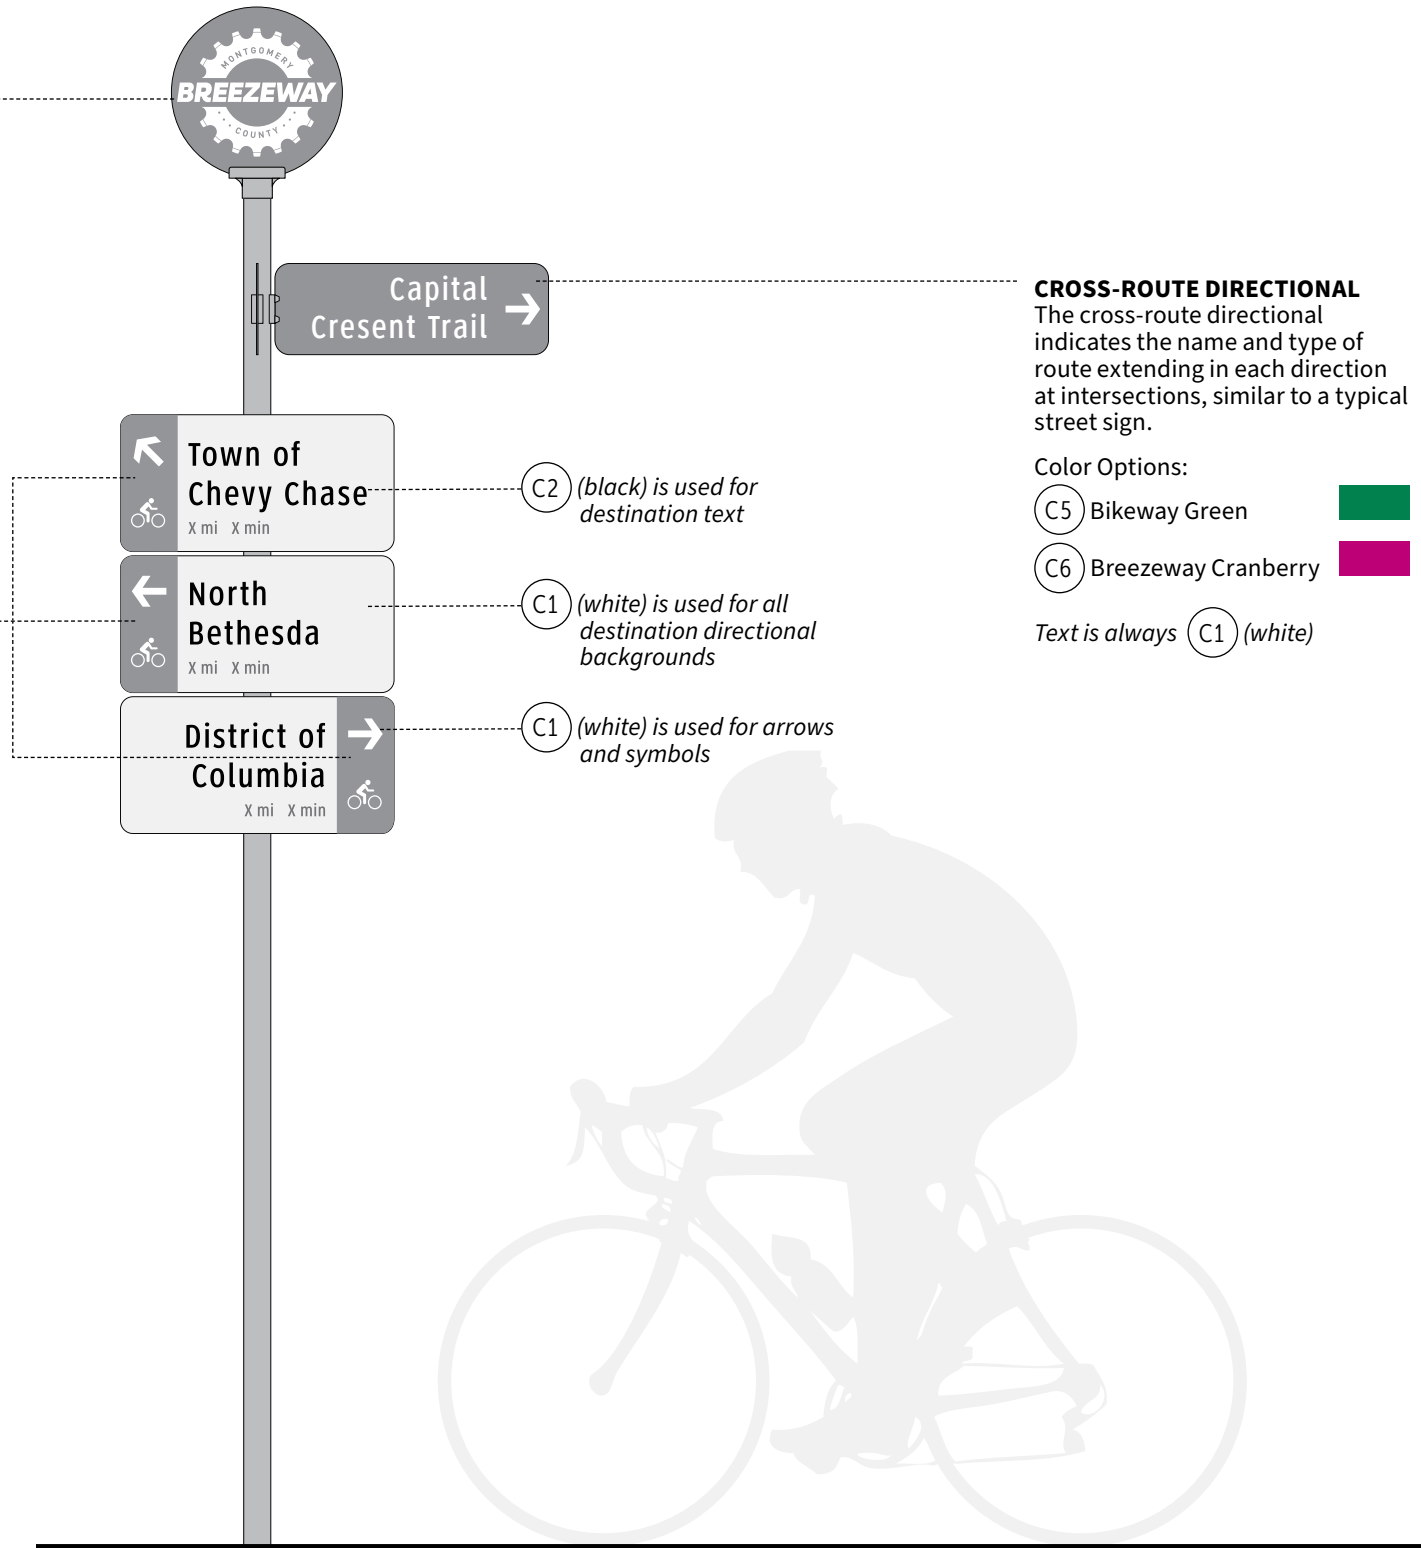 MONTGOMERY
BREEZEWAY
COUNTY
Capital
Cresent Trail
Town of
Chevy Chase
X mi X min
North
Bethesda
X mi X min
District of
Columbia
X mi X min
C2 (black) is used for
destination text
C1 (white) is used for all
destination directional
backgrounds
C1 (white) is used for arrows
and symbols
CROSS-ROUTE DIRECTIONAL
The cross-route directional
indicates the name and type of
route extending in each direction
at intersections, similar to a typical
street sign.
Color Options:
C5 Bikeway Green
C6 Breezeway Cranberry
Text is always C1 (white)